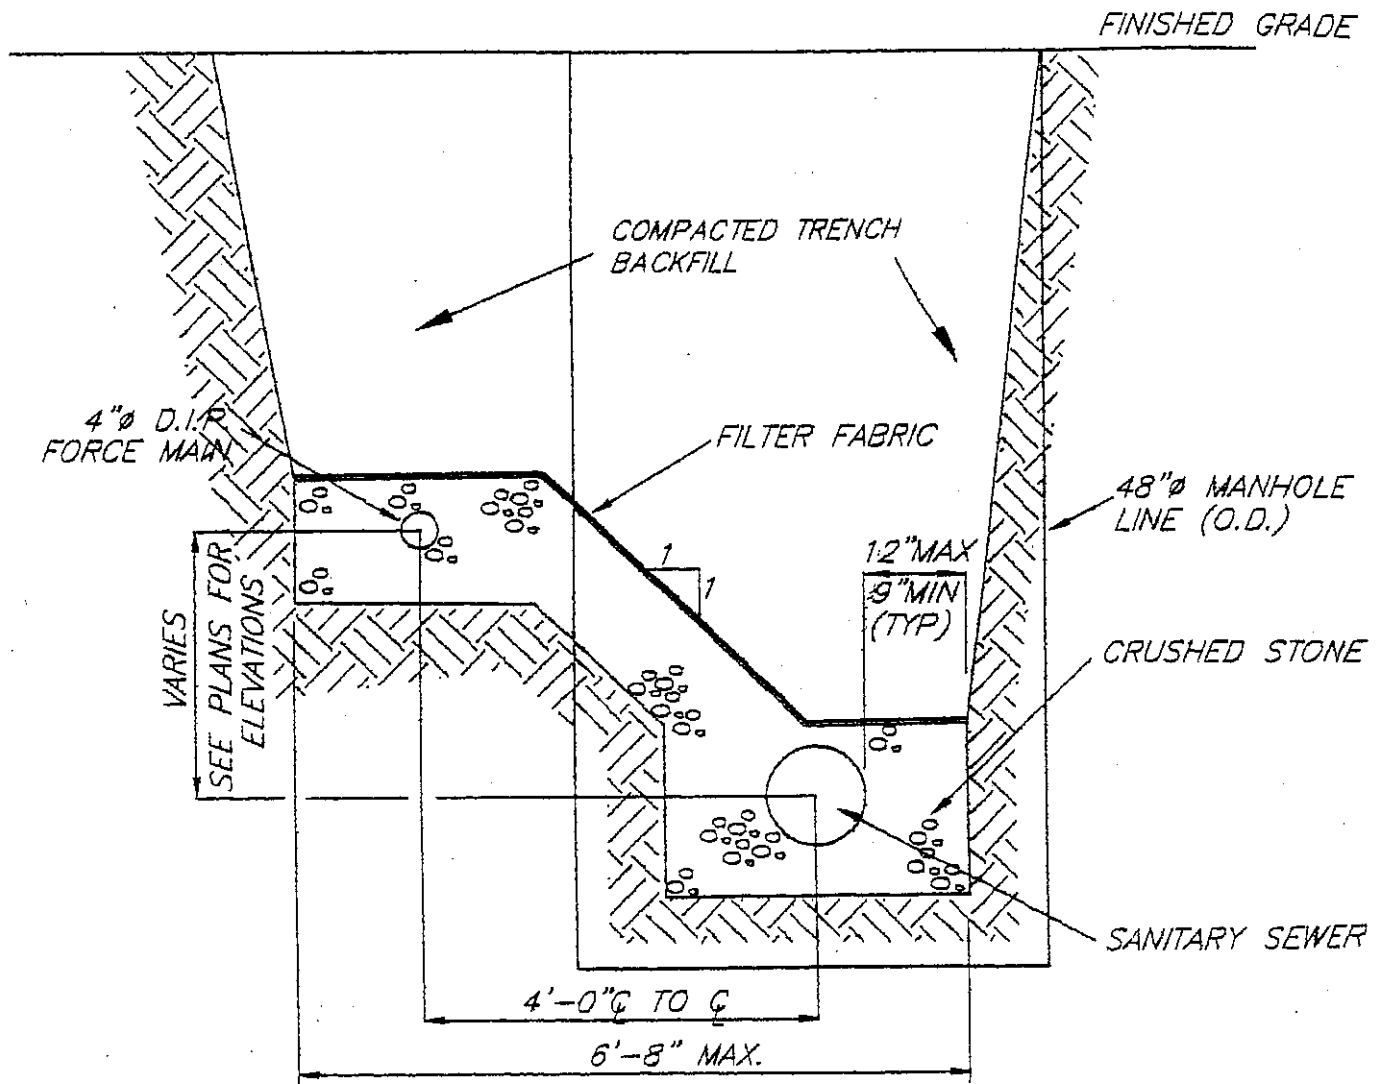 FINISHED GRADE
COMPACTED TRENCH
BACKFILL
4"ø D.I.P.
FORCE MAIN
FILTER FABRIC
48"ø MANHOLE
LINE (O.D.)
1
1
12"MAX
9"MIN
(TYP)
VARIES
SEE PLANS FOR
ELEVATIONS
CRUSHED STONE
SANITARY SEWER
4'-0"℄ TO ℄
6'-8" MAX.